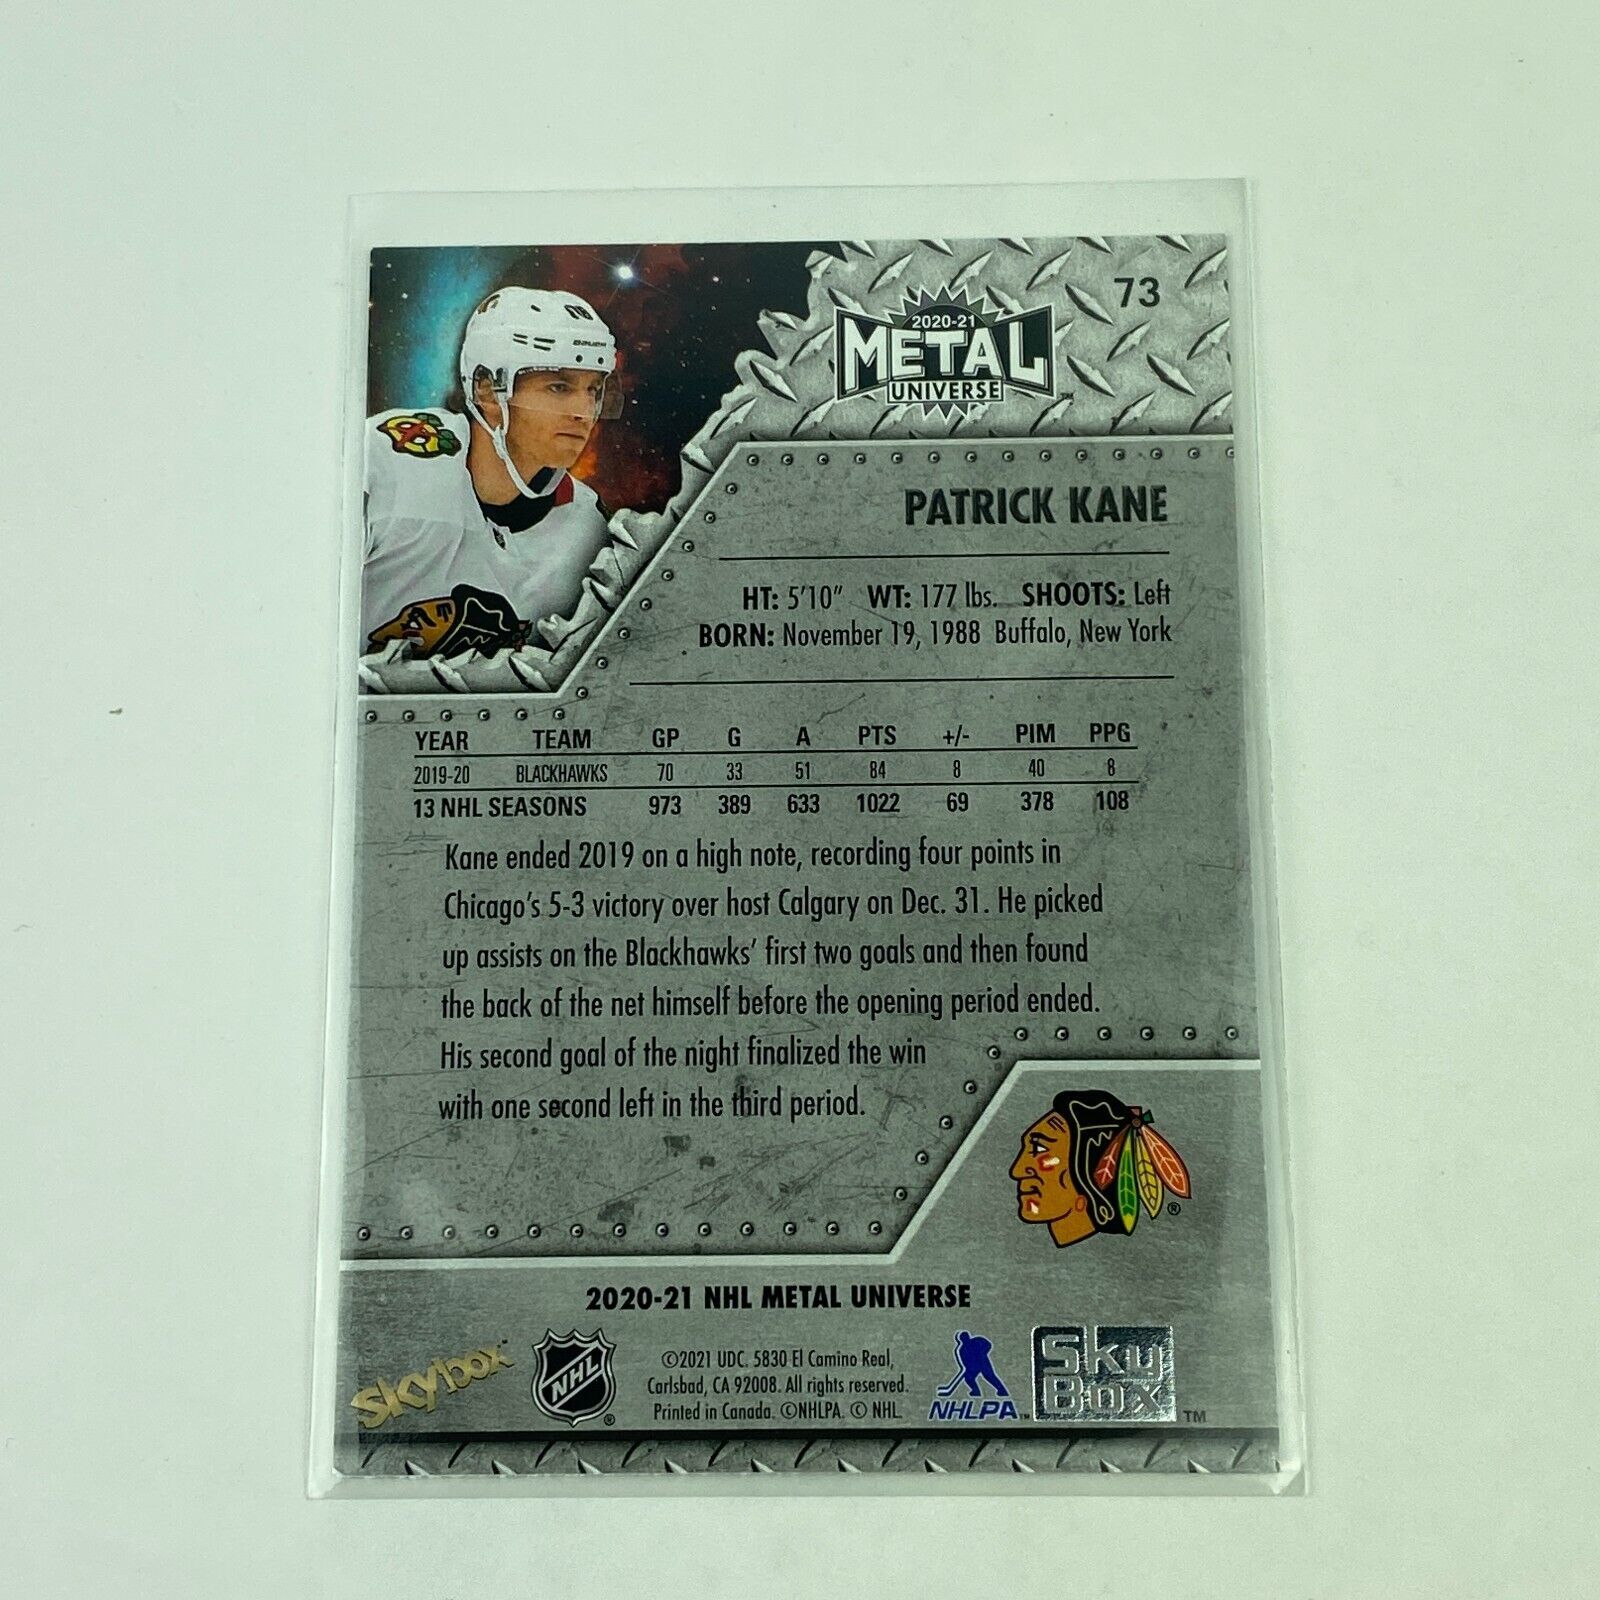 73
2020-21
METAL
UNIVERSE
BAUER
PATRICK KANE
HT: 5'10" WT: 177 lbs. SHOOTS: Left
BORN: November 19, 1988 Buffalo, New York
YEAR TEAM GP G A PTS +/- PIM PPG
2019-20 BLACKHAWKS 70 33 51 84 8 40 8
13 NHL SEASONS 973 389 633 1022 69 378 108
Kane ended 2019 on a high note, recording four points in
Chicago's 5-3 victory over host Calgary on Dec. 31. He picked
up assists on the Blackhawks' first two goals and then found
the back of the net himself before the opening period ended.
His second goal of the night finalized the win
with one second left in the third period.
®
2020-21 NHL METAL UNIVERSE
skybox™
NHL ®
©2021 UDC. 5830 El Camino Real,
Carlsbad, CA 92008. All rights reserved.
Printed in Canada. ©NHLPA. © NHL.
NHLPA™
SkyBox ™